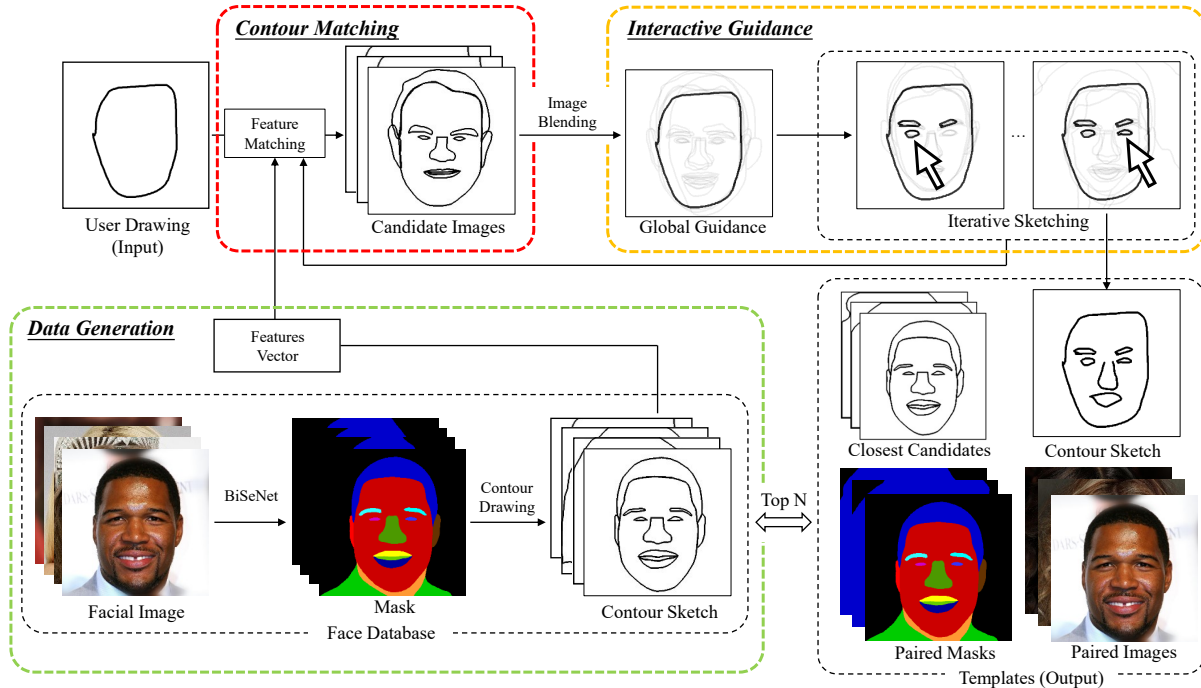 Contour Matching
Interactive Guidance
Feature
Matching
Image
Blending
...
User Drawing
(Input)
Candidate Images
Global Guidance
Iterative Sketching
Data Generation
Features
Vector
BiSeNet
Contour
Drawing
Top N
Closest Candidates
Contour Sketch
Facial Image
Mask
Contour Sketch
Face Database
Paired Masks
Paired Images
Templates (Output)